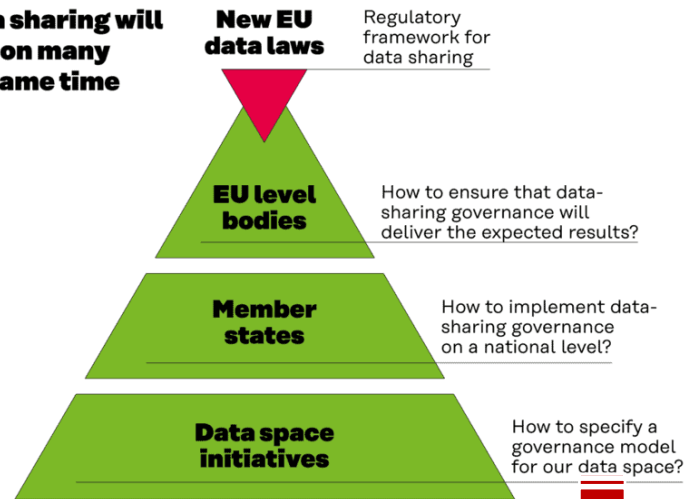 sharing will
on many
ame time
New EU
data laws
Regulatory
framework for
data sharing
EU level
bodies
How to ensure that data-
sharing governance will
deliver the expected results?
Member
states
How to implement data-
sharing governance
on a national level?
Data space
initiatives
How to specify a
governance model
for our data space?